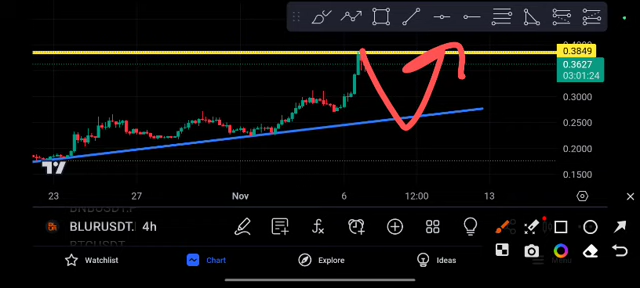 0.3849
0.3627
03:01:24
0.3000
0.2500
0.2000
0.1500
23
27
Nov
6
12:00
13
BLURUSDT 4h
Watchlist
Chart
Explore
Ideas